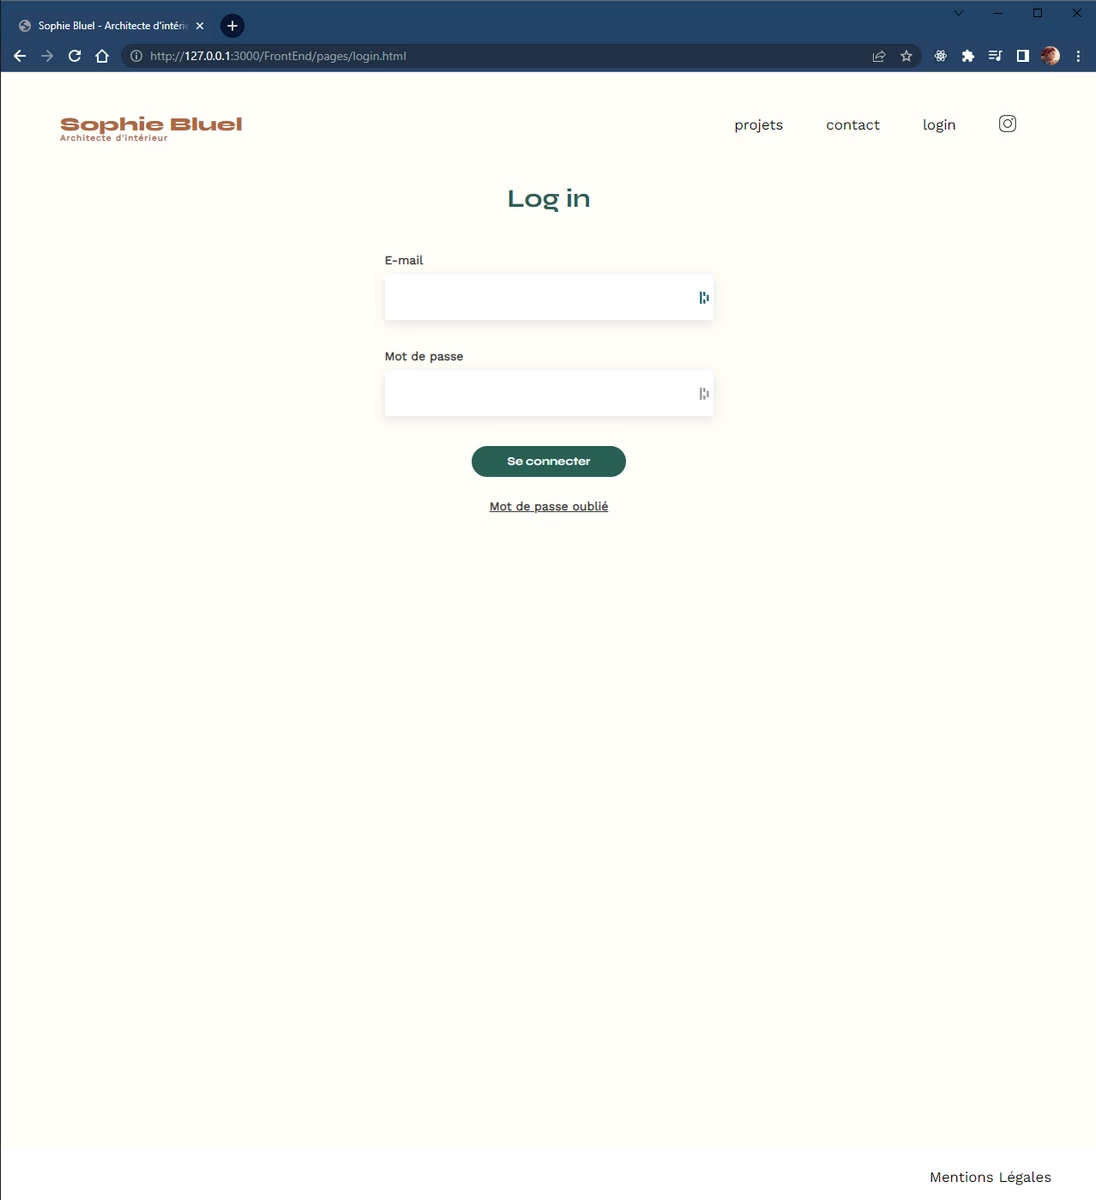 Sophie Bluel - Architecte d'intéri
http://127.0.0.1:3000/FrontEnd/pages/login.html
Sophie Bluel
Architecte d'intérieur
projets
contact
login
Log in
E-mail
Mot de passe
Se connecter
Mot de passe oublié
Mentions Légales